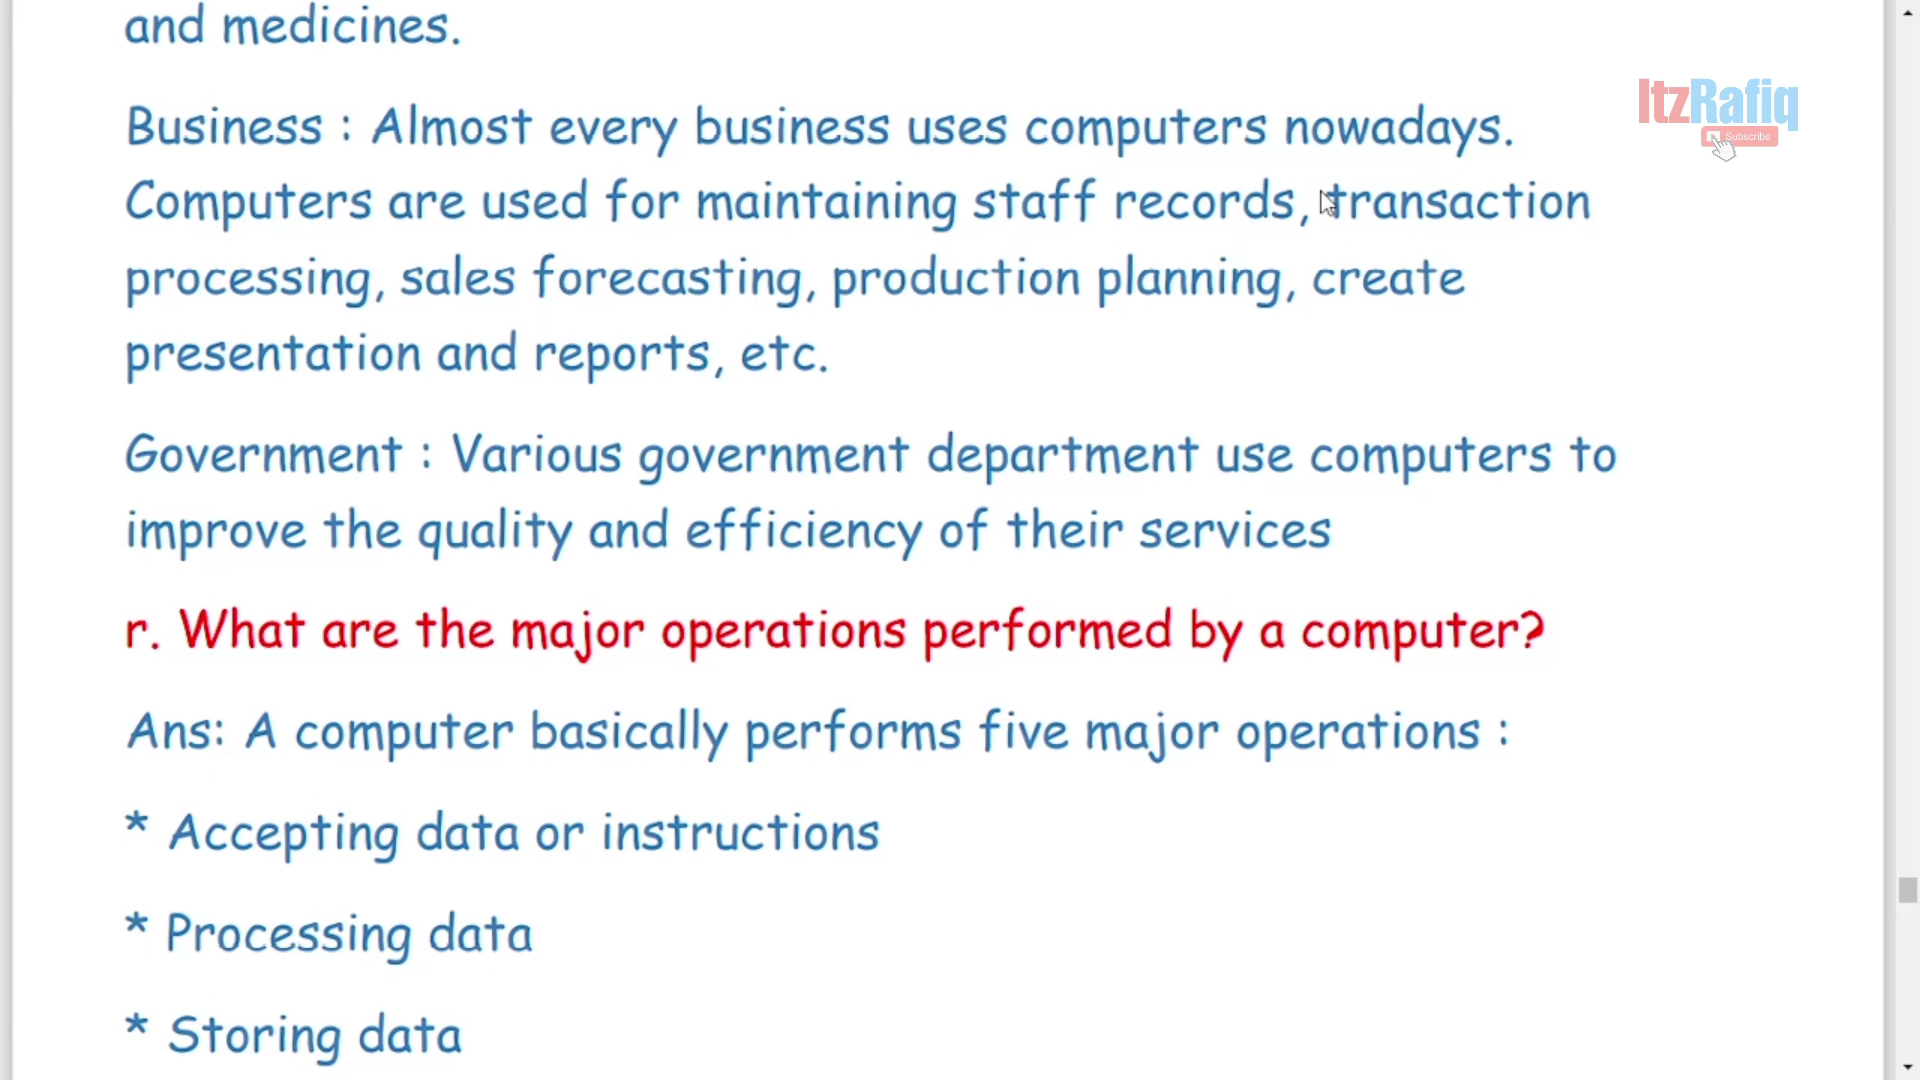 and medicines.
ItzRafiq
Subscribe
Business : Almost every business uses computers nowadays.
Computers are used for maintaining staff records, transaction
processing, sales forecasting, production planning, create
presentation and reports, etc.
Government : Various government department use computers to
improve the quality and efficiency of their services
r. What are the major operations performed by a computer?
Ans: A computer basically performs five major operations :
* Accepting data or instructions
* Processing data
* Storing data